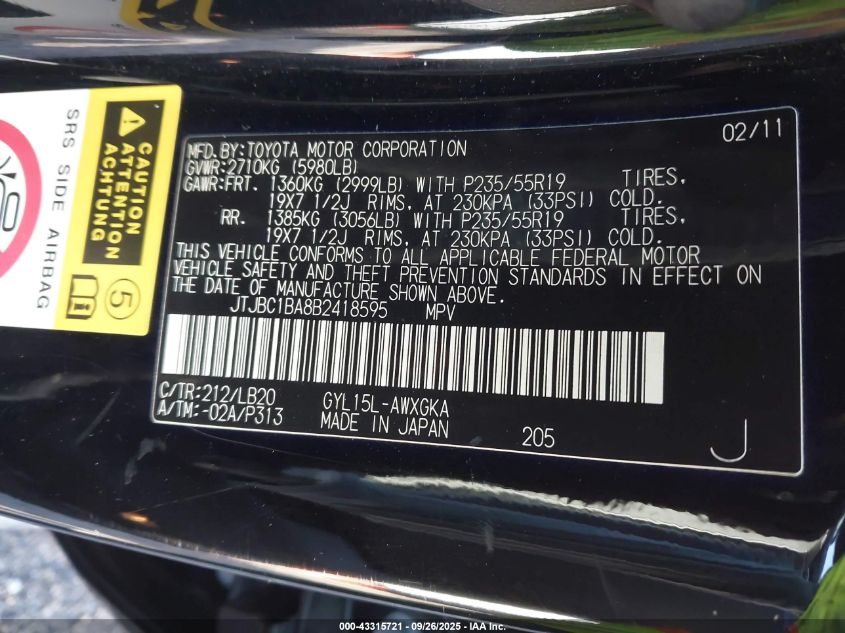 02/11
MFD.BY:TOYOTA MOTOR CORPORATION
GVWR:2710KG (5980LB)
GAWR:FRT. 1360KG (2999LB) WITH P235/55R19 TIRES,
19X7 1/2J RIMS, AT 230KPA (33PSI) COLD.
RR. 1385KG (3056LB) WITH P235/55R19 TIRES,
19X7 1/2J RIMS, AT 230KPA (33PSI) COLD.
THIS VEHICLE CONFORMS TO ALL APPLICABLE FEDERAL MOTOR
VEHICLE SAFETY AND THEFT PREVENTION STANDARDS IN EFFECT ON
THE DATE OF MANUFACTURE SHOWN ABOVE.
JTJBC1BA8B2418595 MPV
C/TR:212/LB20 GYL15L-AWXGKA
A/TM:-02A/P313 MADE IN JAPAN 205 J
CAUTION
ATTENTION
ACAUTION
SRS SIDE AIRBAG
5
i
000-43315721 - 09/26/2025 - IAA Inc.